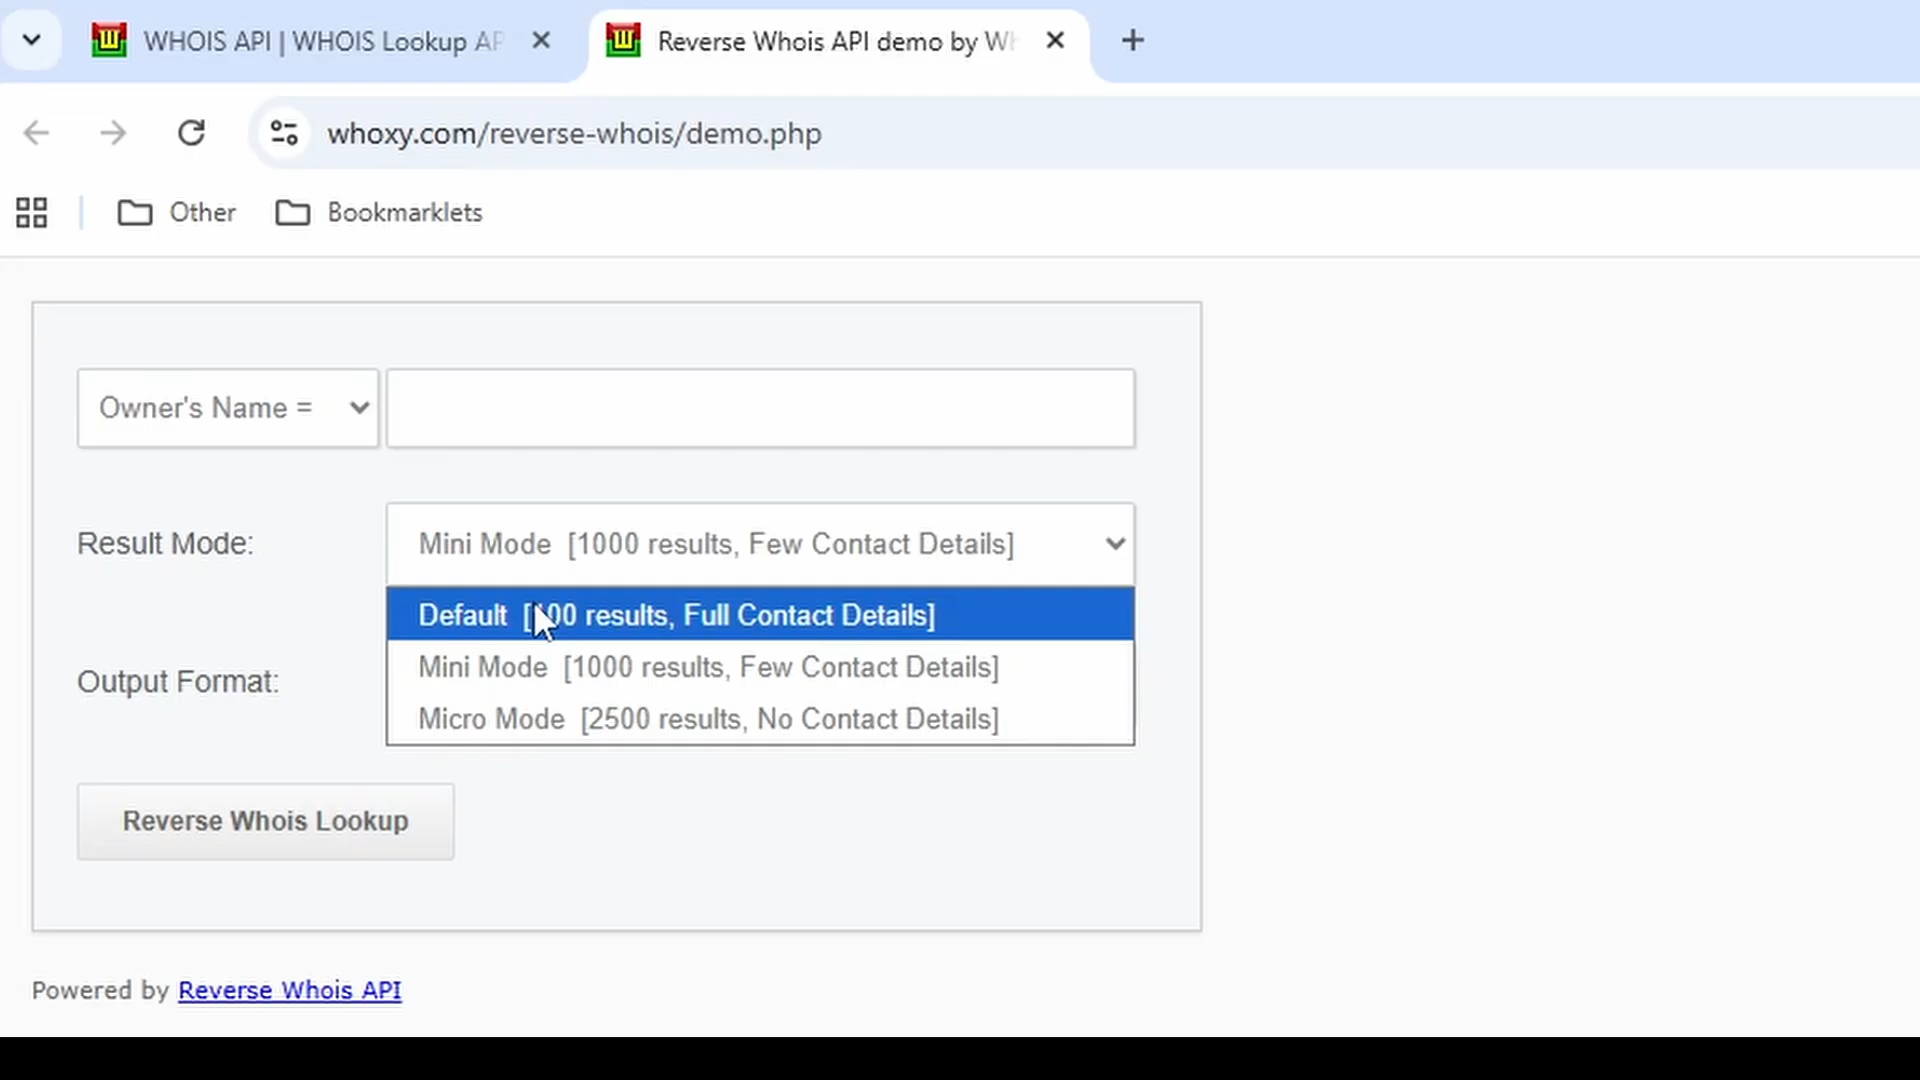 WHOIS API | WHOIS Lookup AP
Reverse Whois API demo by Wh
whoxy.com/reverse-whois/demo.php
Other
Bookmarklets
Owner's Name =
Result Mode:
Mini Mode [1000 results, Few Contact Details]
Default [100 results, Full Contact Details]
Mini Mode [1000 results, Few Contact Details]
Output Format:
Micro Mode [2500 results, No Contact Details]
Reverse Whois Lookup
Powered by Reverse Whois API